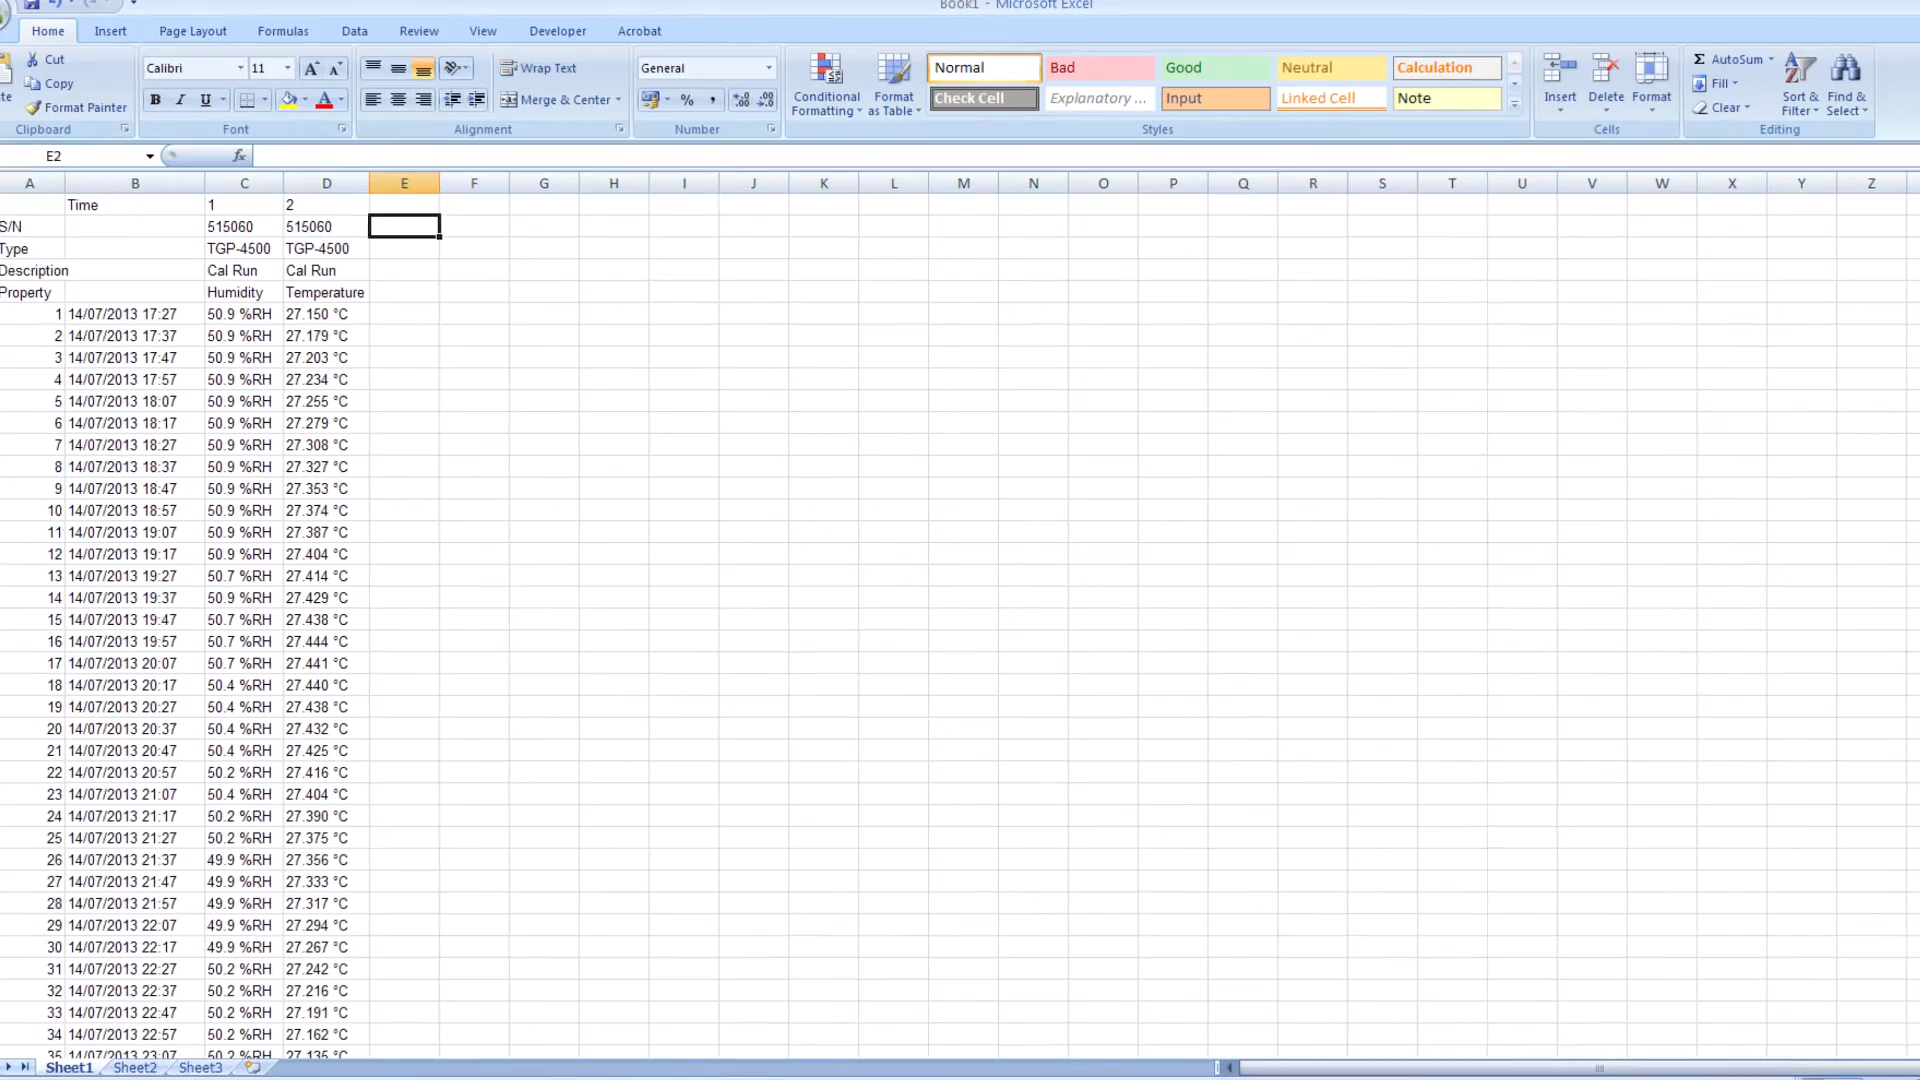 Book1 - Microsoft Excel
Home Insert Page Layout Formulas Data Review View Developer Acrobat
Cut Calibri 11 Wrap Text General Normal Bad Good Neutral Calculation AutoSum
Copy Fill
Format Painter B I U Merge & Center % , Conditional Formatting Format as Table Check Cell Explanatory ... Input Linked Cell Note Insert Delete Format Clear Sort & Filter Find & Select
Clipboard Font Alignment Number Styles Cells Editing
E2 fx
A B C D E F G H I J K L M N O P Q R S T U V W X Y Z
Time 1 2
S/N 515060 515060
Type TGP-4500 TGP-4500
Description Cal Run Cal Run
Property Humidity Temperature
1 14/07/2013 17:27 50.9 %RH 27.150 °C
2 14/07/2013 17:37 50.9 %RH 27.179 °C
3 14/07/2013 17:47 50.9 %RH 27.203 °C
4 14/07/2013 17:57 50.9 %RH 27.234 °C
5 14/07/2013 18:07 50.9 %RH 27.255 °C
6 14/07/2013 18:17 50.9 %RH 27.279 °C
7 14/07/2013 18:27 50.9 %RH 27.308 °C
8 14/07/2013 18:37 50.9 %RH 27.327 °C
9 14/07/2013 18:47 50.9 %RH 27.353 °C
10 14/07/2013 18:57 50.9 %RH 27.374 °C
11 14/07/2013 19:07 50.9 %RH 27.387 °C
12 14/07/2013 19:17 50.9 %RH 27.404 °C
13 14/07/2013 19:27 50.7 %RH 27.414 °C
14 14/07/2013 19:37 50.9 %RH 27.429 °C
15 14/07/2013 19:47 50.7 %RH 27.438 °C
16 14/07/2013 19:57 50.7 %RH 27.444 °C
17 14/07/2013 20:07 50.7 %RH 27.441 °C
18 14/07/2013 20:17 50.4 %RH 27.440 °C
19 14/07/2013 20:27 50.4 %RH 27.438 °C
20 14/07/2013 20:37 50.4 %RH 27.432 °C
21 14/07/2013 20:47 50.4 %RH 27.425 °C
22 14/07/2013 20:57 50.2 %RH 27.416 °C
23 14/07/2013 21:07 50.4 %RH 27.404 °C
24 14/07/2013 21:17 50.2 %RH 27.390 °C
25 14/07/2013 21:27 50.2 %RH 27.375 °C
26 14/07/2013 21:37 49.9 %RH 27.356 °C
27 14/07/2013 21:47 49.9 %RH 27.333 °C
28 14/07/2013 21:57 49.9 %RH 27.317 °C
29 14/07/2013 22:07 49.9 %RH 27.294 °C
30 14/07/2013 22:17 49.9 %RH 27.267 °C
31 14/07/2013 22:27 50.2 %RH 27.242 °C
32 14/07/2013 22:37 50.2 %RH 27.216 °C
33 14/07/2013 22:47 50.2 %RH 27.191 °C
34 14/07/2013 22:57 50.2 %RH 27.162 °C
35 14/07/2013 23:07 50.2 %RH 27.135 °C
Sheet1 Sheet2 Sheet3